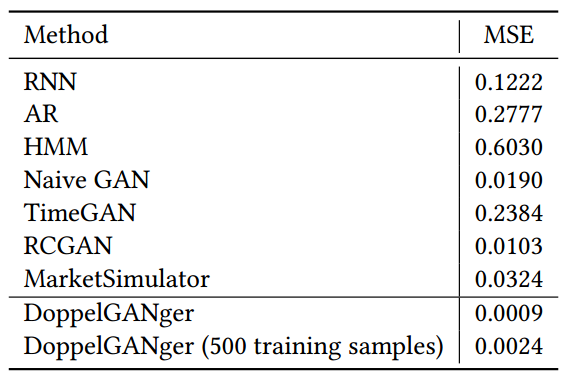 Method MSE
RNN 0.1222
AR 0.2777
HMM 0.6030
Naive GAN 0.0190
TimeGAN 0.2384
RCGAN 0.0103
MarketSimulator 0.0324
DoppelGANger 0.0009
DoppelGANger (500 training samples) 0.0024